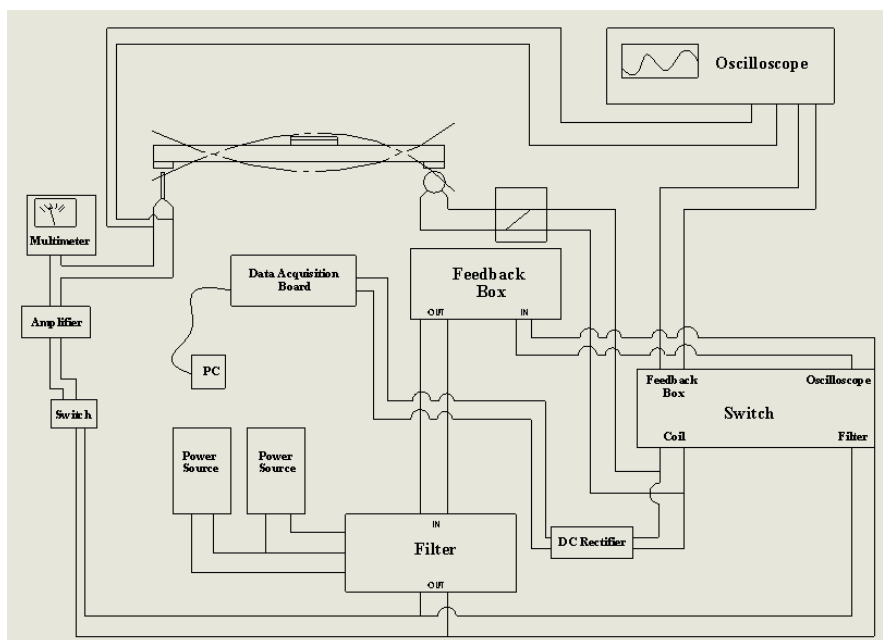 Oscilloscope
Multimeter
Data Acquisition
Board
Feedback
Box
OUT
IN
Amplifier
PC
Feedback
Box
Oscilloscope
Switch
Switch
Coil
Filter
Power
Source
Power
Source
IN
Filter
OUT
DC Rectifier